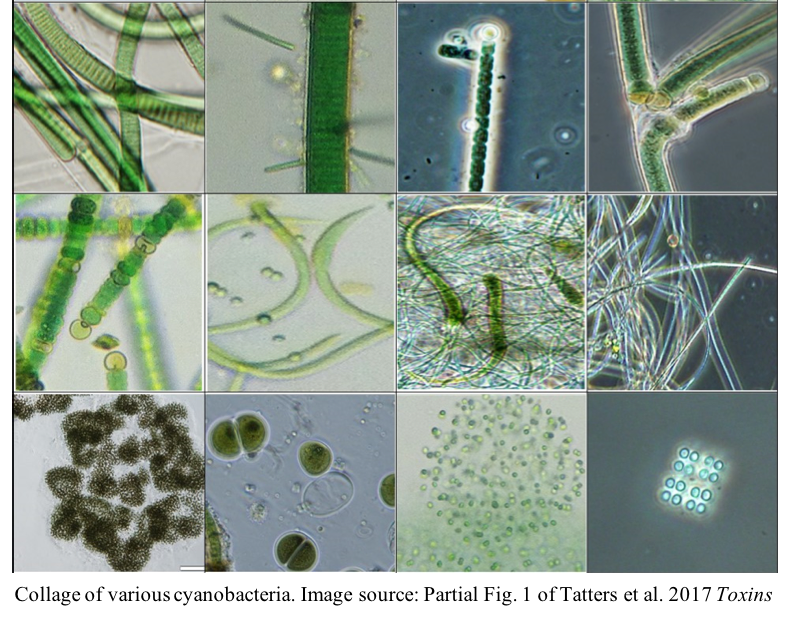 Collage of various cyanobacteria. Image source: Partial Fig. 1 of Tatters et al. 2017 Toxins